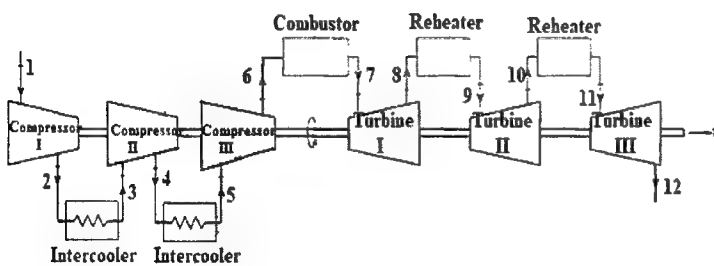 Combustor
Reheater
Reheater
1
6
7
8
9
10
11
Compressor
I
Compressor
II
Compressor
III
Turbine
I
Turbine
II
Turbine
III
2
3
4
5
12
Intercooler
Intercooler